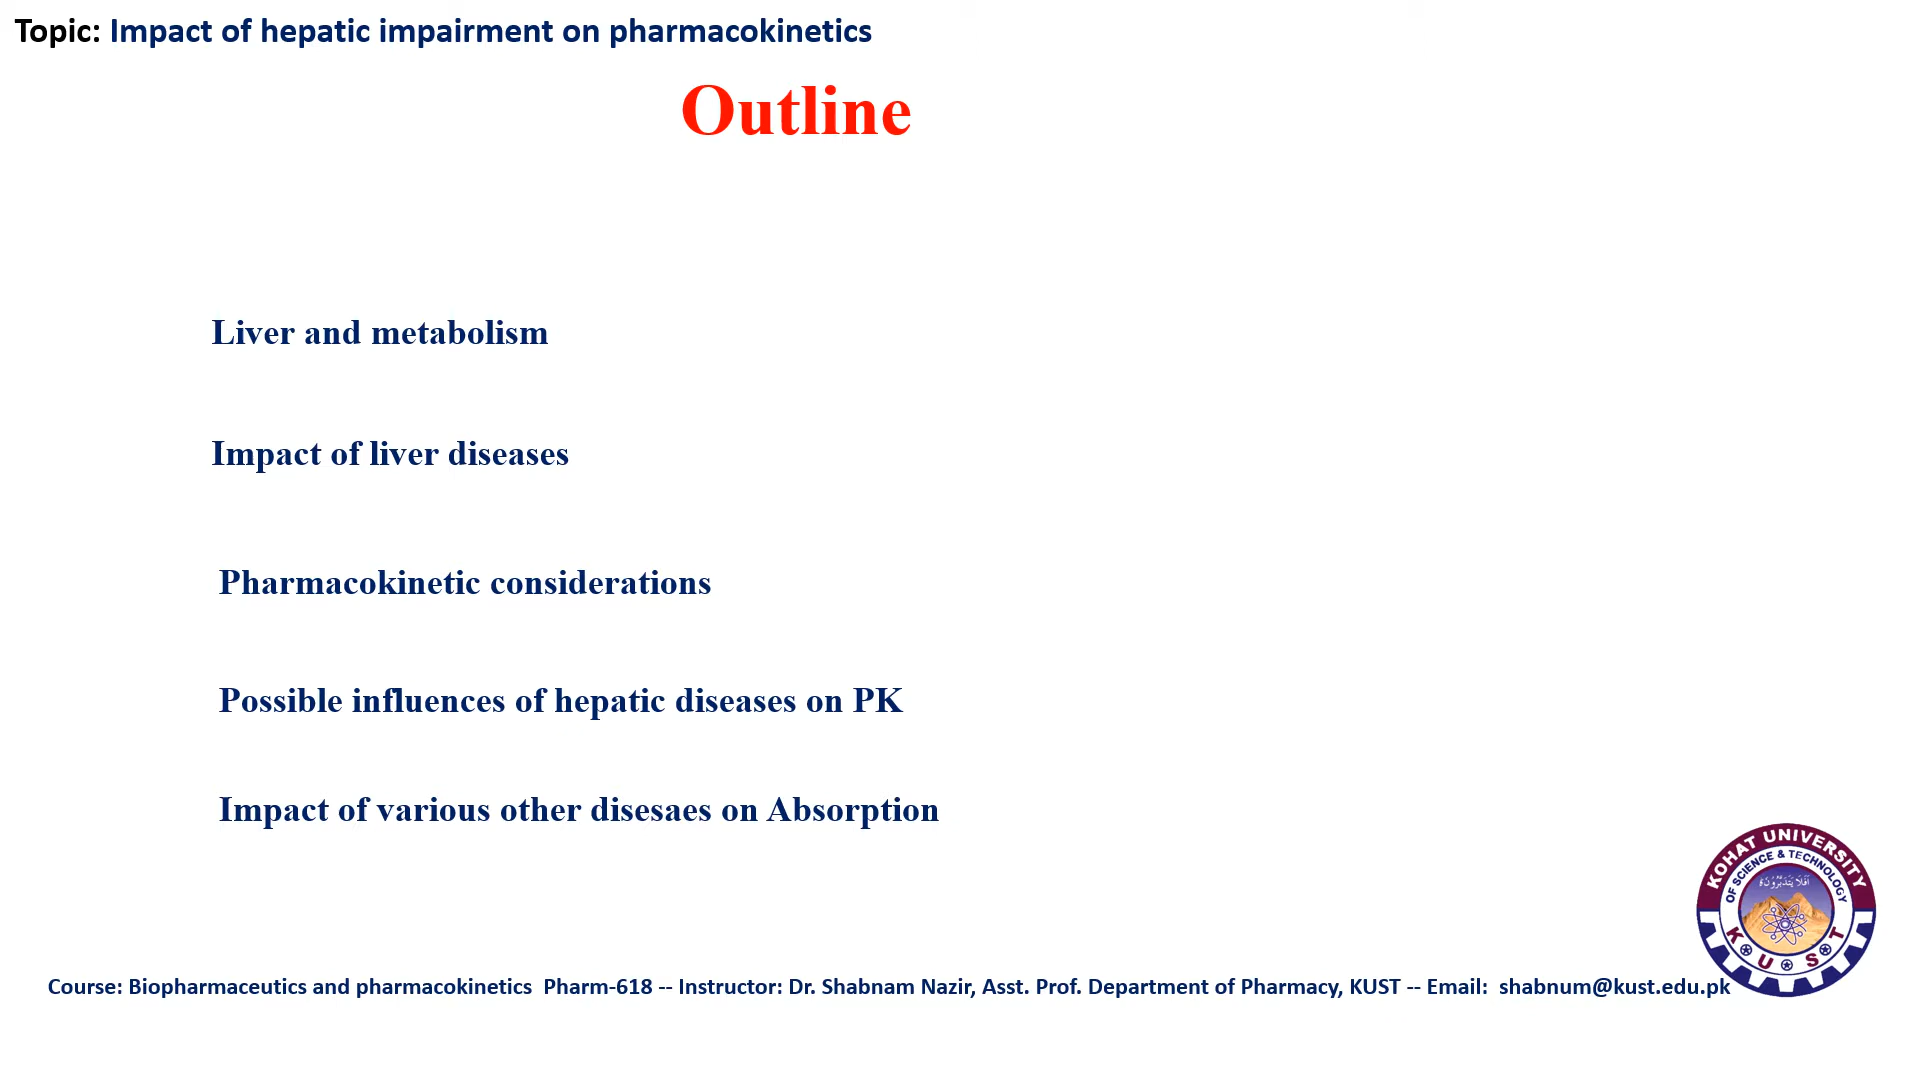 Topic: Impact of hepatic impairment on pharmacokinetics
Outline
Liver and metabolism
Impact of liver diseases
Pharmacokinetic considerations
Possible influences of hepatic diseases on PK
Impact of various other disesaes on Absorption
KOHAT UNIVERSITY
OF SCIENCE & TECHNOLOGY
K U S T
Course: Biopharmaceutics and pharmacokinetics Pharm-618 -- Instructor: Dr. Shabnam Nazir, Asst. Prof. Department of Pharmacy, KUST -- Email: shabnum@kust.edu.pk